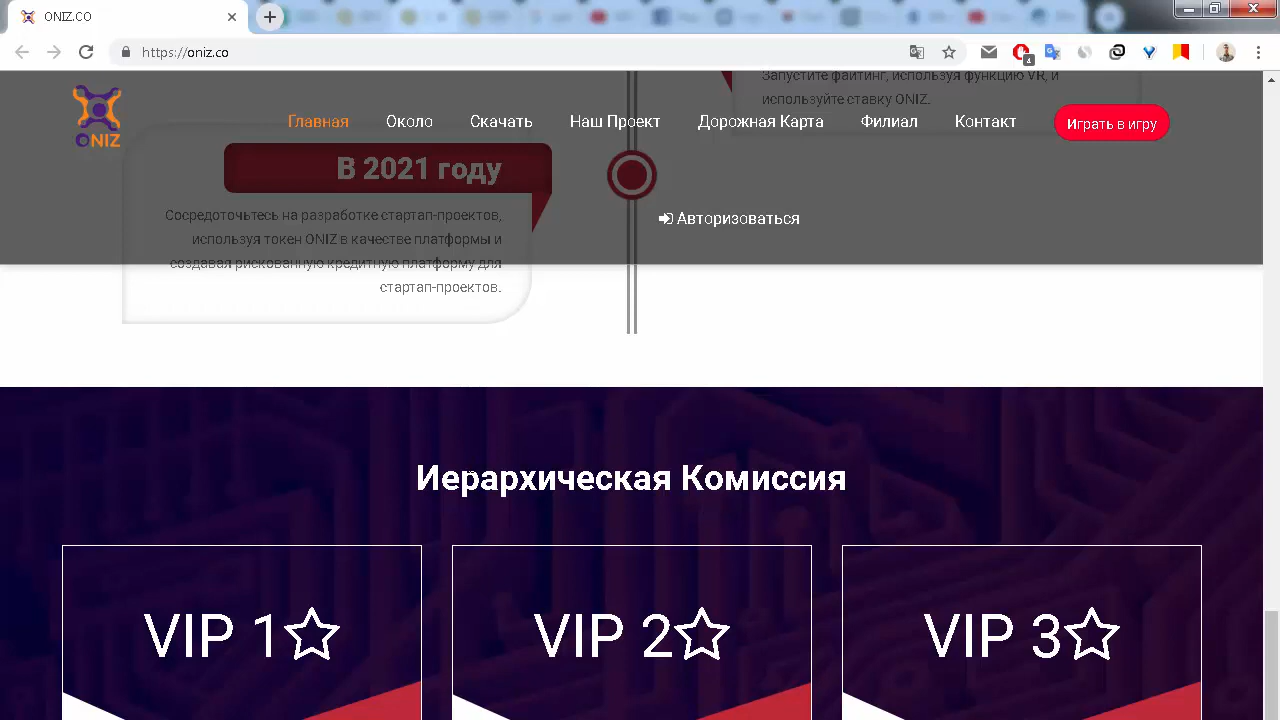 ONIZ.CO
https://oniz.co
4
Запустите файтинг, используя функцию VR, и
используйте ставку ONIZ.
ONIZ
Главная Около Скачать Наш Проект Дорожная Карта Филиал Контакт Играть в игру
В 2021 году
Авторизоваться
Сосредоточьтесь на разработке стартап-проектов,
используя токен ONIZ в качестве платформы и
создавая рискованную кредитную платформу для
стартап-проектов.
Иерархическая Комиссия
VIP 1 VIP 2 VIP 3